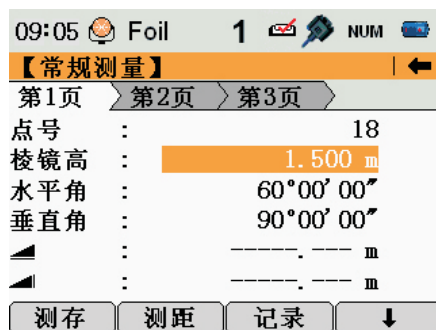 09:05 Foil 1 NUM
【常规测量】
第1页 第2页 第3页
点号 : 18
棱镜高 : 1.500 m
水平角 : 60°00′00″
垂直角 : 90°00′00″
: -----.--- m
: -----.--- m
测存 测距 记录